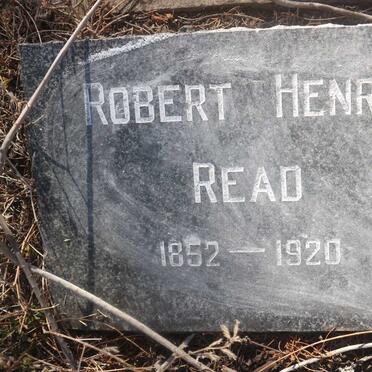 ROBERT HENR
READ
1852 — 1920